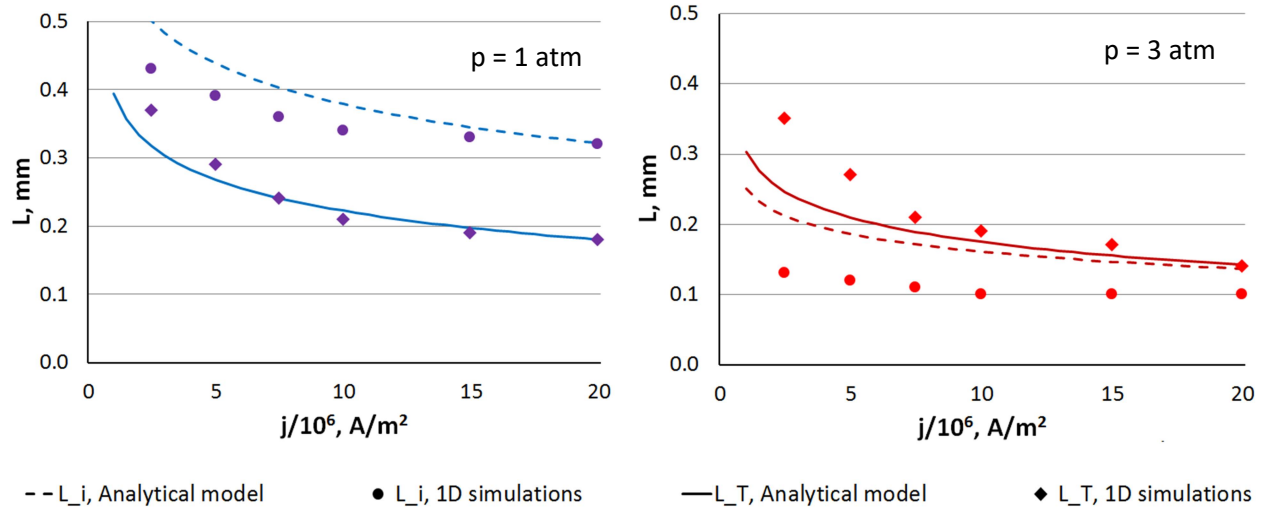 0.5
0.4
0.3
0.2
0.1
0.0
L, mm
p = 1 atm
0 5 10 15 20
j/10⁶, A/m²
0.5
0.4
0.3
0.2
0.1
0.0
L, mm
p = 3 atm
0 5 10 15 20
j/10⁶, A/m²
L_i, Analytical model L_i, 1D simulations L_T, Analytical model L_T, 1D simulations